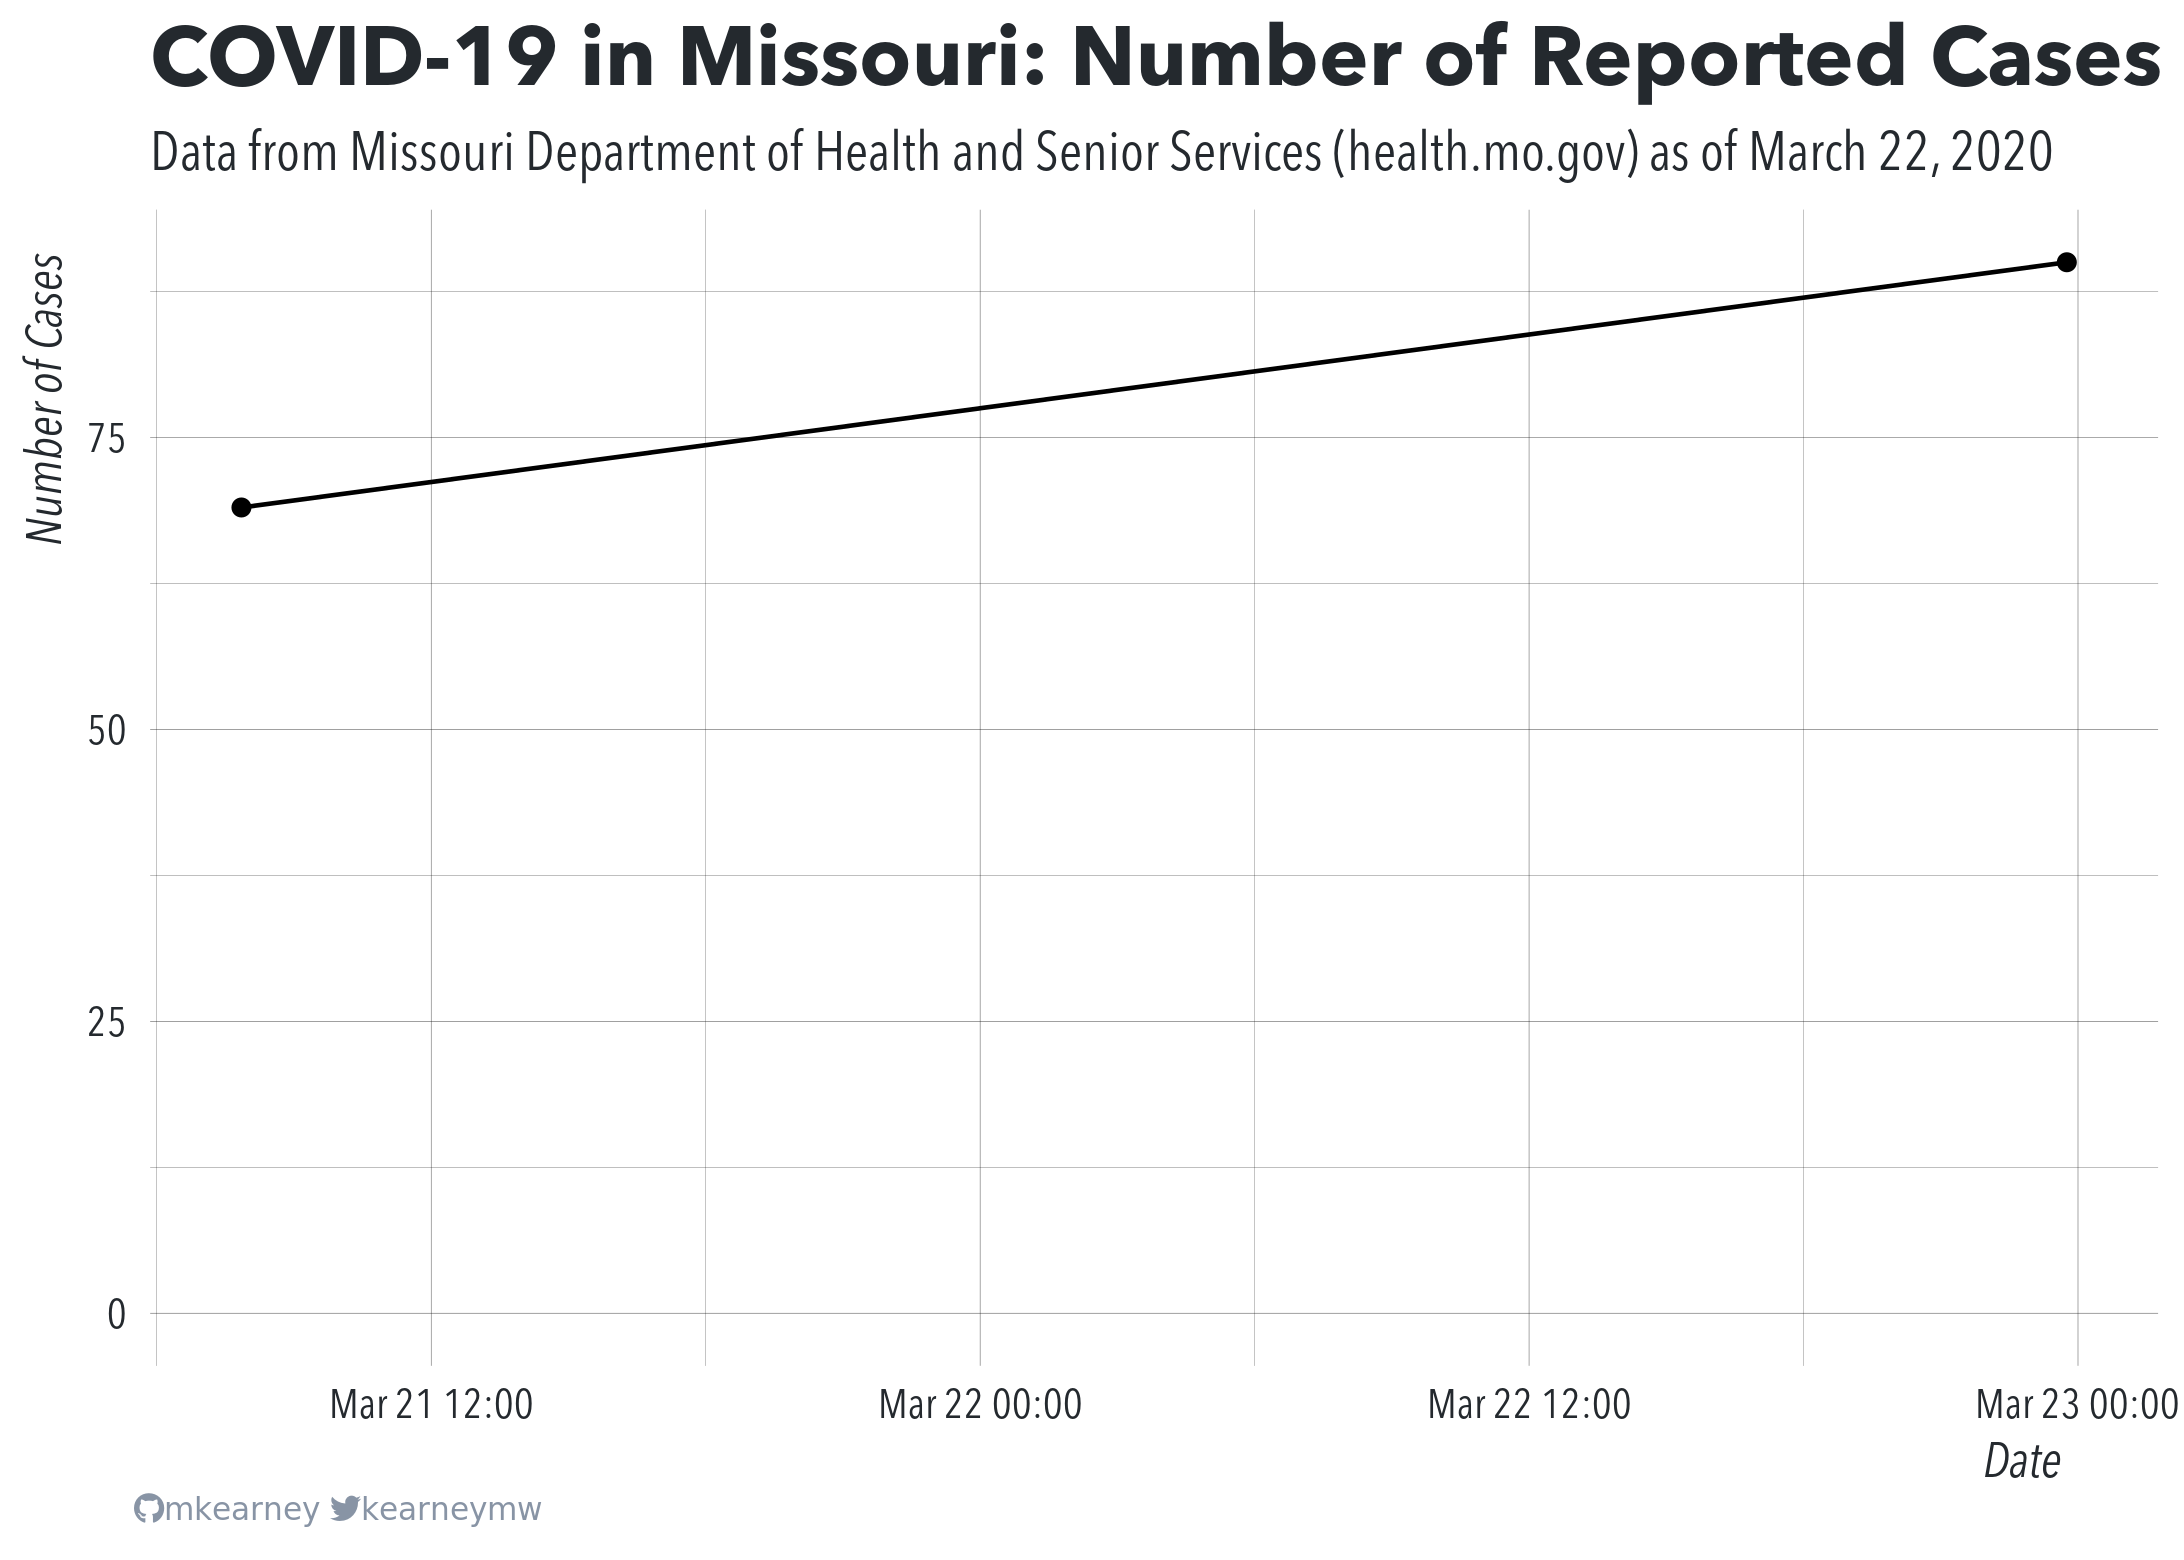 COVID-19 in Missouri: Number of Reported Cases
Data from Missouri Department of Health and Senior Services (health.mo.gov) as of March 22, 2020
Number of Cases
75
50
25
0
Mar 21 12:00
Mar 22 00:00
Mar 22 12:00
Mar 23 00:00
Date
mkearney kearneymw